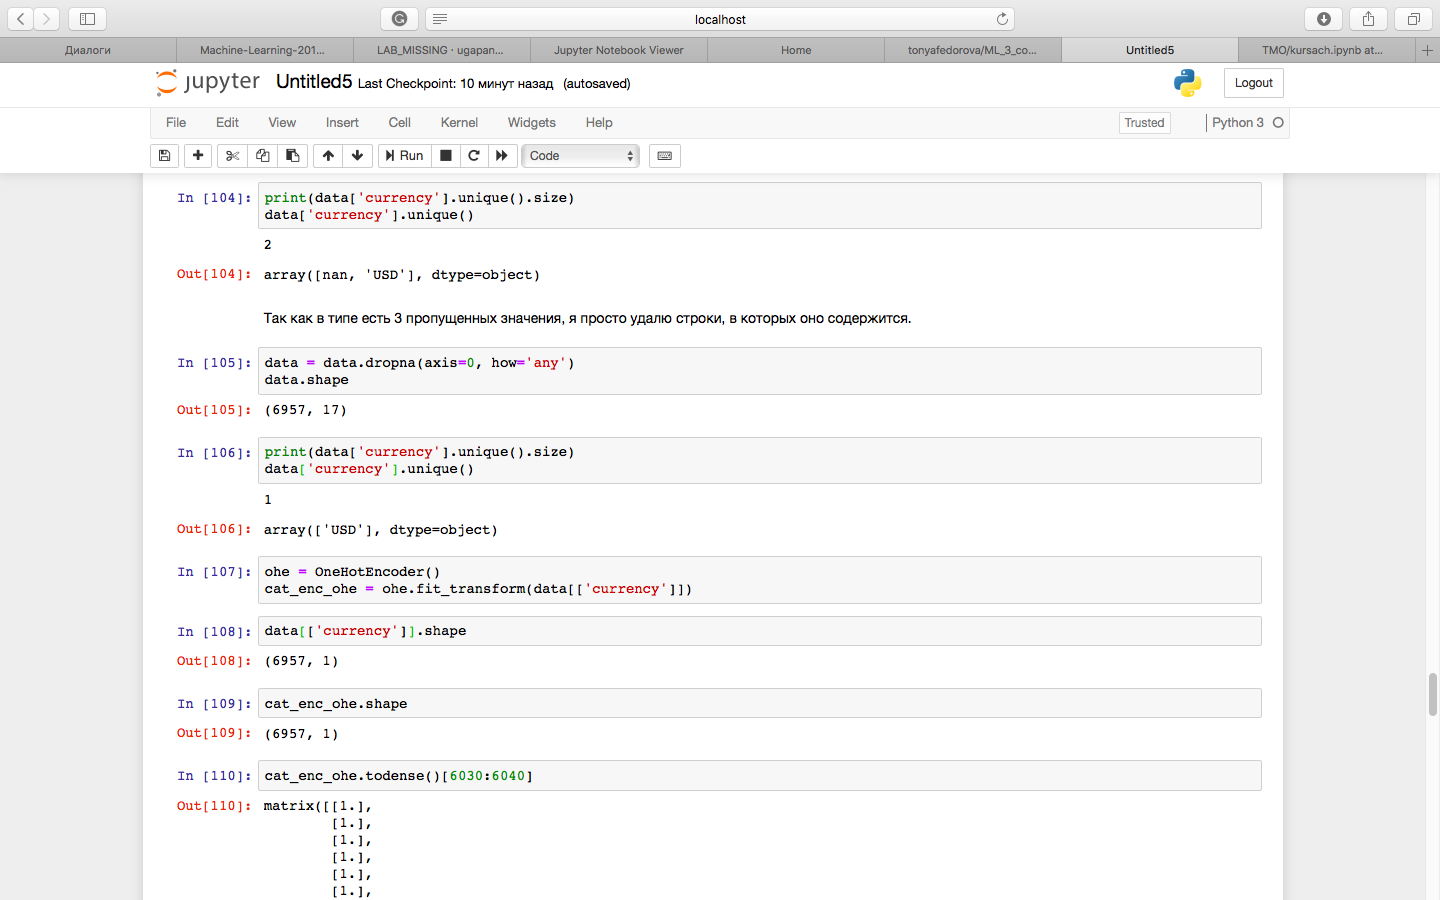 localhost
Диалоги
Machine-Learning-201...
LAB_MISSING · ugapan...
Jupyter Notebook Viewer
Home
tonyafedorova/ML_3_co...
Untitled5
TMO/kursach.ipynb at...
jupyter Untitled5 Last Checkpoint: 10 минут назад (autosaved)
Logout
File Edit View Insert Cell Kernel Widgets Help
Trusted
Python 3
Run
Code
In [104]: print(data['currency'].unique().size)
data['currency'].unique()
2
Out[104]: array([nan, 'USD'], dtype=object)
Так как в типе есть 3 пропущенных значения, я просто удалю строки, в которых оно содержится.
In [105]: data = data.dropna(axis=0, how='any')
data.shape
Out[105]: (6957, 17)
In [106]: print(data['currency'].unique().size)
data['currency'].unique()
1
Out[106]: array(['USD'], dtype=object)
In [107]: ohe = OneHotEncoder()
cat_enc_ohe = ohe.fit_transform(data[['currency']])
In [108]: data[['currency']].shape
Out[108]: (6957, 1)
In [109]: cat_enc_ohe.shape
Out[109]: (6957, 1)
In [110]: cat_enc_ohe.todense()[6030:6040]
Out[110]: matrix([[1.],
[1.],
[1.],
[1.],
[1.],
[1.],